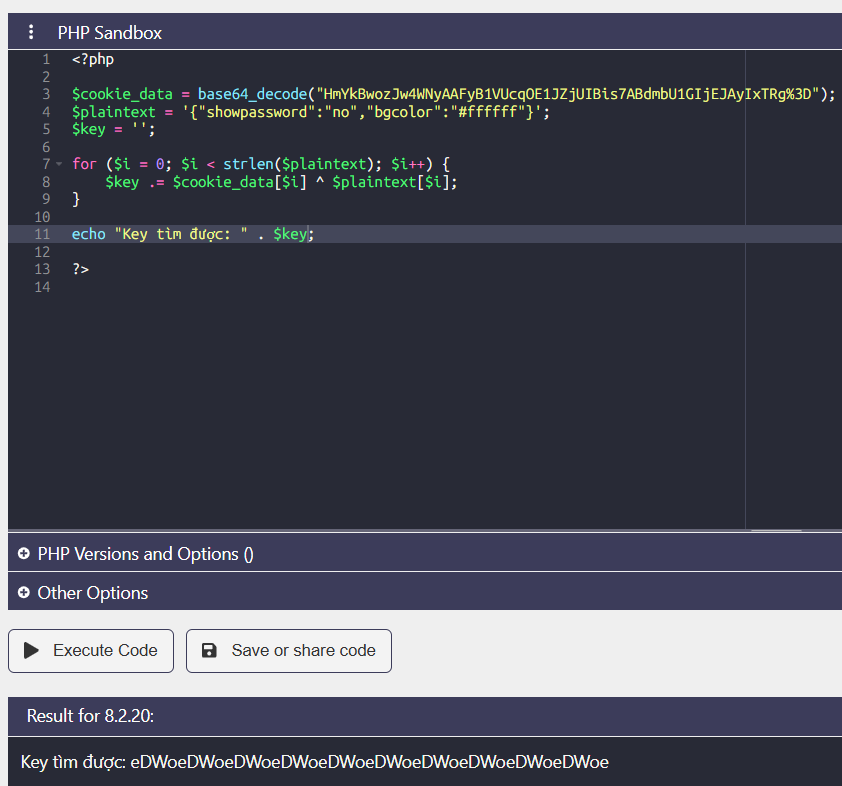 PHP Sandbox
1 <?php
2
3 $cookie_data = base64_decode("HmYkBwozJw4WNyAAFyB1VUcqOE1JZjUIBis7ABdmbU1GIjEJAyIxTRg%3D");
4 $plaintext = '{"showpassword":"no","bgcolor":"#ffffff"}';
5 $key = '';
6
7 for ($i = 0; $i < strlen($plaintext); $i++) {
8 $key .= $cookie_data[$i] ^ $plaintext[$i];
9 }
10
11 echo "Key tìm được: " . $key;
12
13 ?>
14
PHP Versions and Options ()
Other Options
Execute Code
Save or share code
Result for 8.2.20:
Key tìm được: eDWoeDWoeDWoeDWoeDWoeDWoeDWoeDWoeDWoeDWoe